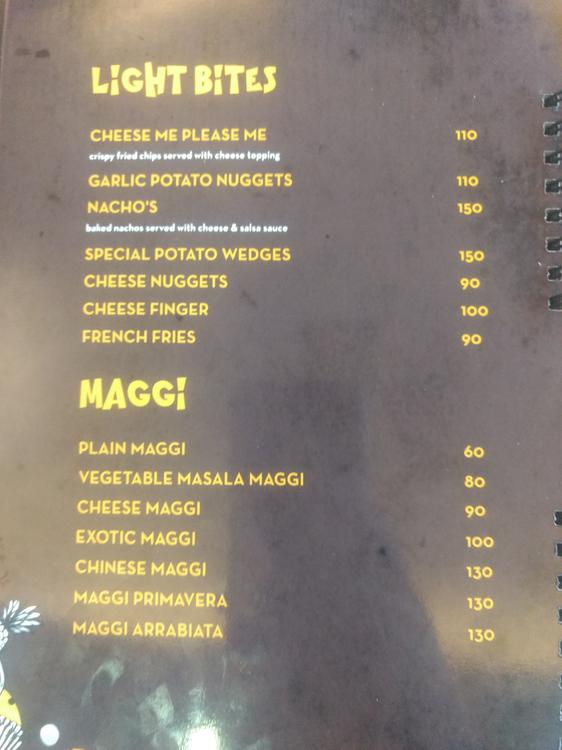 LIGHT BITES
CHEESE ME PLEASE ME 110
crispy fried chips served with cheese topping
GARLIC POTATO NUGGETS 110
NACHO'S 150
baked nachos served with cheese & salsa sauce
SPECIAL POTATO WEDGES 150
CHEESE NUGGETS 90
CHEESE FINGER 100
FRENCH FRIES 90
MAGGI
PLAIN MAGGI 60
VEGETABLE MASALA MAGGI 80
CHEESE MAGGI 90
EXOTIC MAGGI 100
CHINESE MAGGI 130
MAGGI PRIMAVERA 130
MAGGI ARRABIATA 130